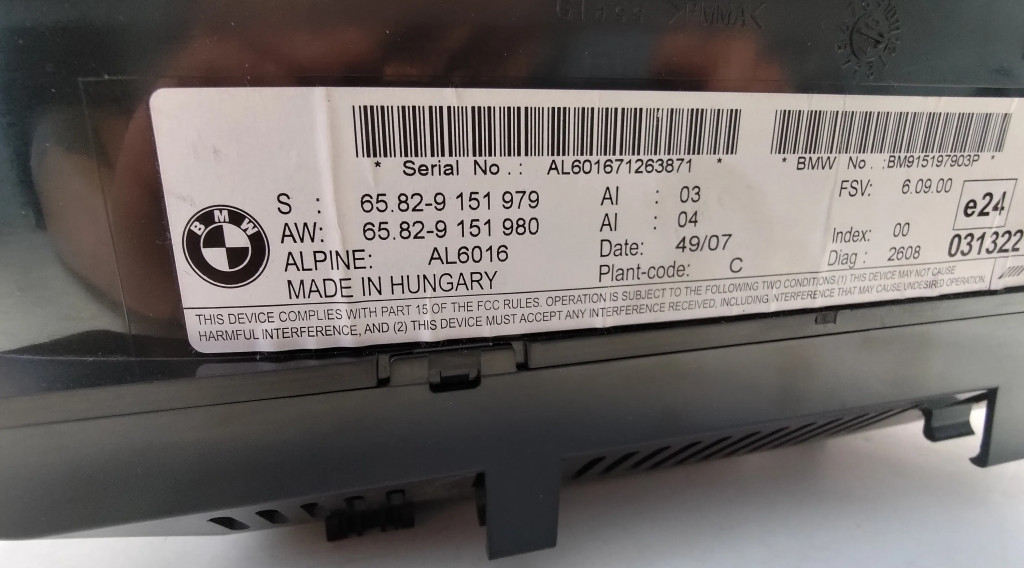 Glass >PMMA<
* Serial No.: AL601671263871 * * BMW No.: BM915197903P *
S : 65.82-9 151 979 AI : 03 FSV: 6.09.00
AW: 65.82-9 151 980 AI : 04 e24
ALPINE: AL6016 Date: 49/07 Index: 00 031322
MADE IN HUNGARY Plant-code: C Diag: 2608
BMW
THIS DEVICE COMPLIES WITH PART 15 OF THE FCC RULES. OPERATION IS SUBJECT TO THE FOLLOWING TWO CONDITIONS:(1) THIS DEVICE MAY NOT CAUSE
HARMFUL INTERFERENCE, AND (2) THIS DEVICE MUST ACCEPT ANY INTERFERENCE RECEIVED, INCLUDING INTERFERENCE THAT MAY CAUSE UNDESIRED OPERATION.